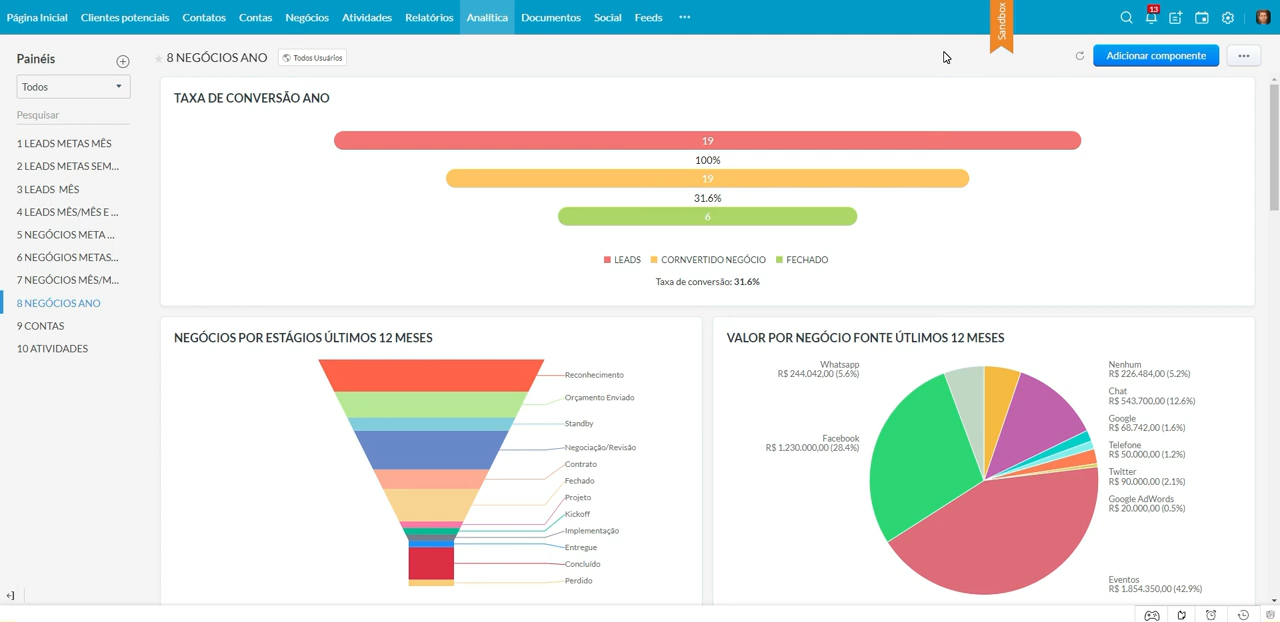 Página Inicial Clientes potenciais Contatos Contas Negócios Atividades Relatórios Analítica Documentos Social Feeds
Sandbox
13
Painéis
Todos
Pesquisar
1 LEADS METAS MÊS
2 LEADS METAS SEM...
3 LEADS MÊS
4 LEADS MÊS/MÊS E ...
5 NEGÓCIOS META ...
6 NEGÓGIOS METAS...
7 NEGÓCIOS MÊS/M...
8 NEGÓCIOS ANO
9 CONTAS
10 ATIVIDADES
8 NEGÓCIOS ANO
Todos Usuários
Adicionar componente
TAXA DE CONVERSÃO ANO
19
100%
19
31.6%
6
LEADS CORNVERTIDO NEGÓCIO FECHADO
Taxa de conversão: 31.6%
NEGÓCIOS POR ESTÁGIOS ÚLTIMOS 12 MESES
Reconhecimento
Orçamento Enviado
Standby
Negociação/Revisão
Contrato
Fechado
Projeto
Kickoff
Implementação
Entregue
Concluído
Perdido
VALOR POR NEGÓCIO FONTE ÚTLIMOS 12 MESES
Whatsapp
R$ 244.042,00 (5.6%)
Facebook
R$ 1.230.000,00 (28.4%)
Nenhum
R$ 226.484,00 (5.2%)
Chat
R$ 543.700,00 (12.6%)
Google
R$ 68.742,00 (1.6%)
Telefone
R$ 50.000,00 (1.2%)
Twitter
R$ 90.000,00 (2.1%)
Google AdWords
R$ 20.000,00 (0.5%)
Eventos
R$ 1.854.350,00 (42.9%)